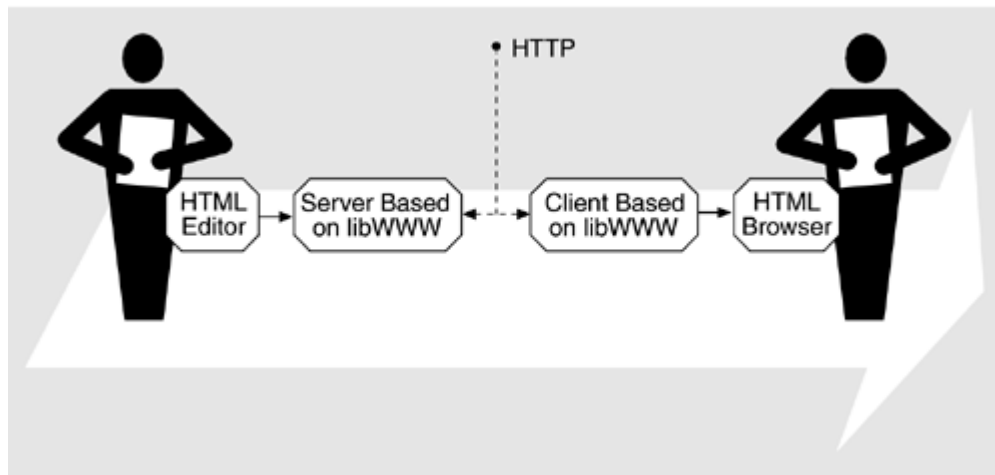 HTTP
HTML
Editor
Server Based
on libWWW
Client Based
on libWWW
HTML
Browser